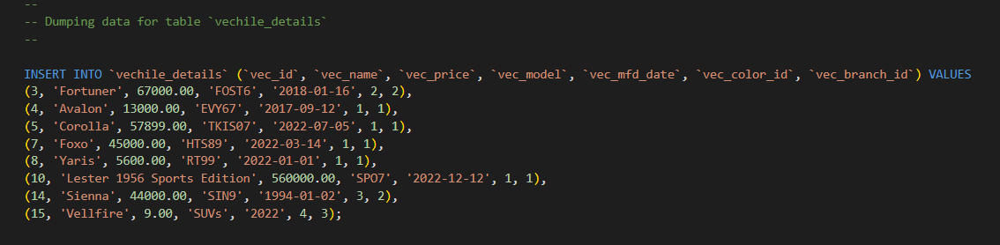 --
-- Dumping data for table `vechile_details`
--
INSERT INTO `vechile_details` (`vec_id`, `vec_name`, `vec_price`, `vec_model`, `vec_mfd_date`, `vec_color_id`, `vec_branch_id`) VALUES
(3, 'Fortuner', 67000.00, 'FOST6', '2018-01-16', 2, 2),
(4, 'Avalon', 13000.00, 'EVY67', '2017-09-12', 1, 1),
(5, 'Corolla', 57899.00, 'TKIS07', '2022-07-05', 1, 1),
(7, 'Foxo', 45000.00, 'HTS89', '2022-03-14', 1, 1),
(8, 'Yaris', 5600.00, 'RT99', '2022-01-01', 1, 1),
(10, 'Lester 1956 Sports Edition', 560000.00, 'SPO7', '2022-12-12', 1, 1),
(14, 'Sienna', 44000.00, 'SIN9', '1994-01-02', 3, 2),
(15, 'Vellfire', 9.00, 'SUVs', '2022', 4, 3);